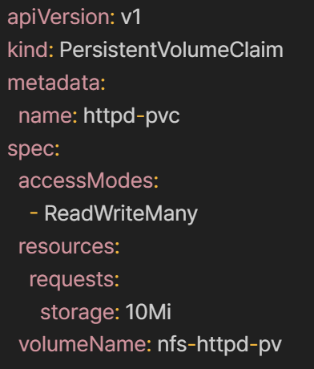 apiVersion: v1
kind: PersistentVolumeClaim
metadata:
  name: httpd-pvc
spec:
  accessModes:
    - ReadWriteMany
  resources:
    requests:
      storage: 10Mi
  volumeName: nfs-httpd-pv